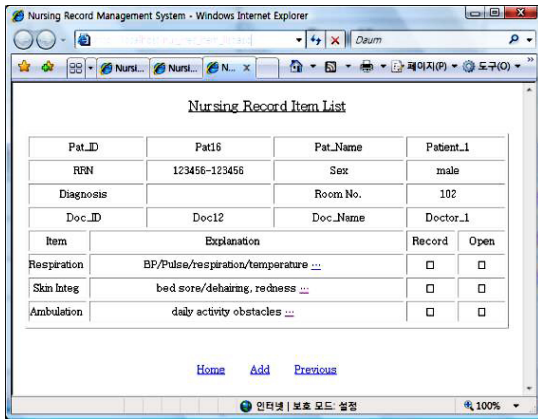 Nursing Record Management System - Windows Internet Explorer
Daum
Nursi... Nursi... N... X 페이지(P) 도구(O) »
Nursing Record Item List
Pat_ID Pat16 Pat_Name Patient_1
RRN 123456-123456 Sex male
Diagnosis Room No. 102
Doc_ID Doc12 Doc_Name Doctor_1
Item Explanation Record Open
Respiration BP/Pulse/respiration/temperature ...
Skin Integ bed sore/dehairing, redness ...
Ambulation daily activity obstacles ...
Home Add Previous
인터넷 | 보호 모드: 설정 100%